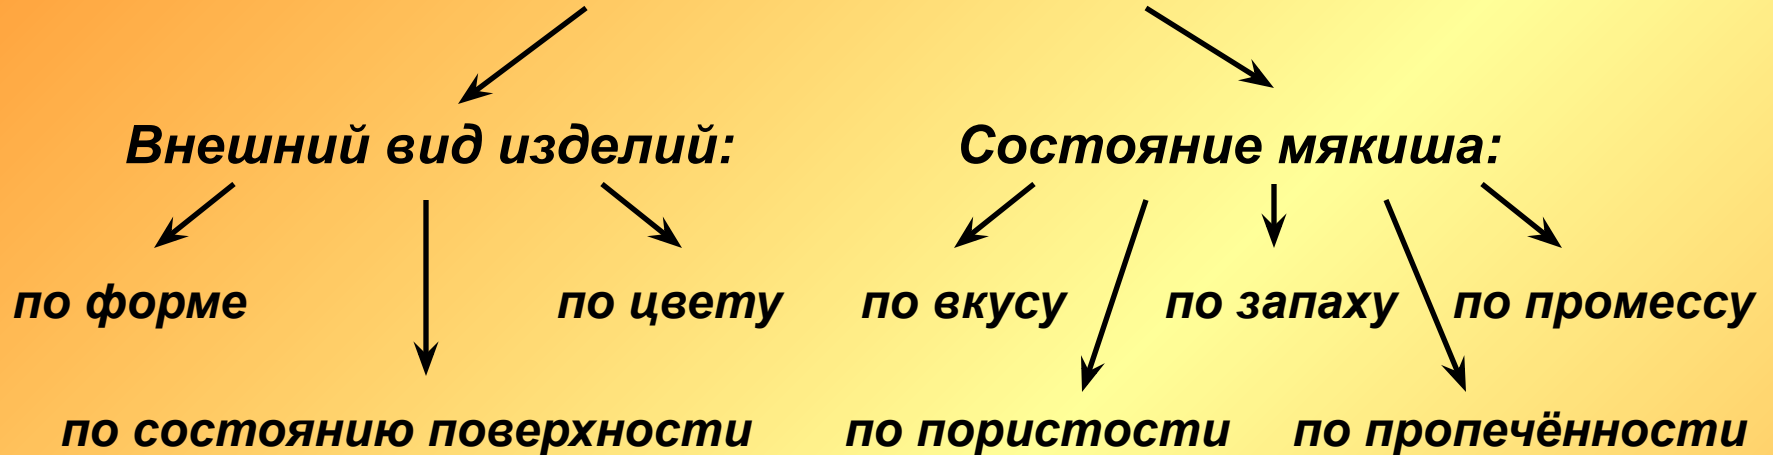 Внешний вид изделий:
Состояние мякиша:
по форме
по цвету
по вкусу
по запаху
по промессу
по состоянию поверхности
по пористости
по пропечённости